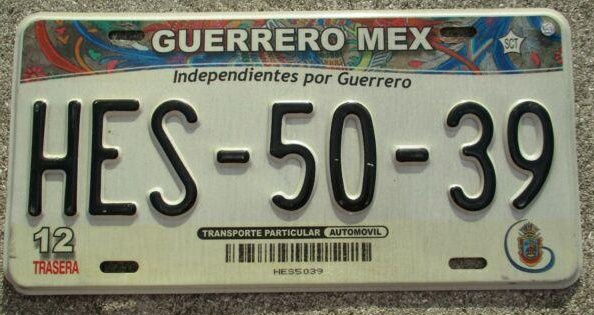 GUERRERO MEX
SCT
Independientes por Guerrero
HES-50-39
12
TRANSPORTE PARTICULAR AUTOMOVIL
TRASERA
HES5039